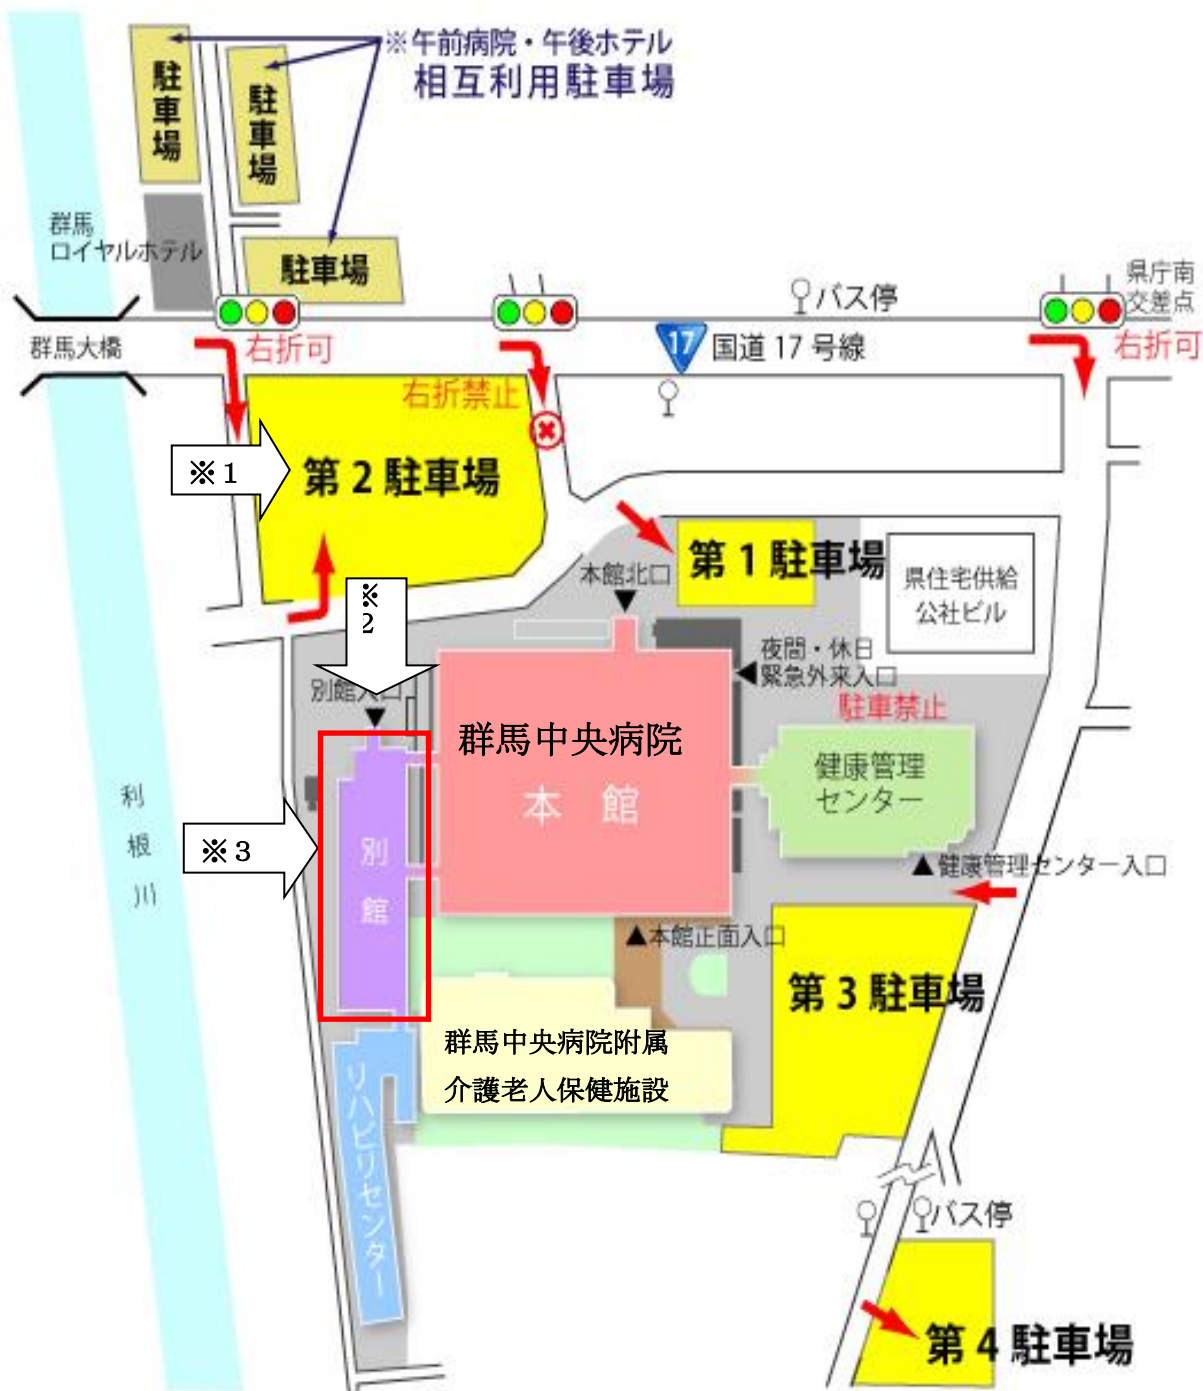 ※午前病院・午後ホテル
相互利用駐車場
駐車場
駐車場
群馬
ロイヤルホテル
駐車場
バス停
県庁南
交差点
群馬大橋
右折可
17
国道 17 号線
右折可
右折禁止
※1
第 2 駐車場
第 1 駐車場
本館北口
県住宅供給
公社ビル
※
2
夜間・休日
緊急外来入口
別館入口
駐車禁止
群馬中央病院
本館
健康管理
センター
利根川
※3
別館
健康管理センター入口
本館正面入口
第 3 駐車場
群馬中央病院附属
介護老人保健施設
リハビリセンター
バス停
第 4 駐車場